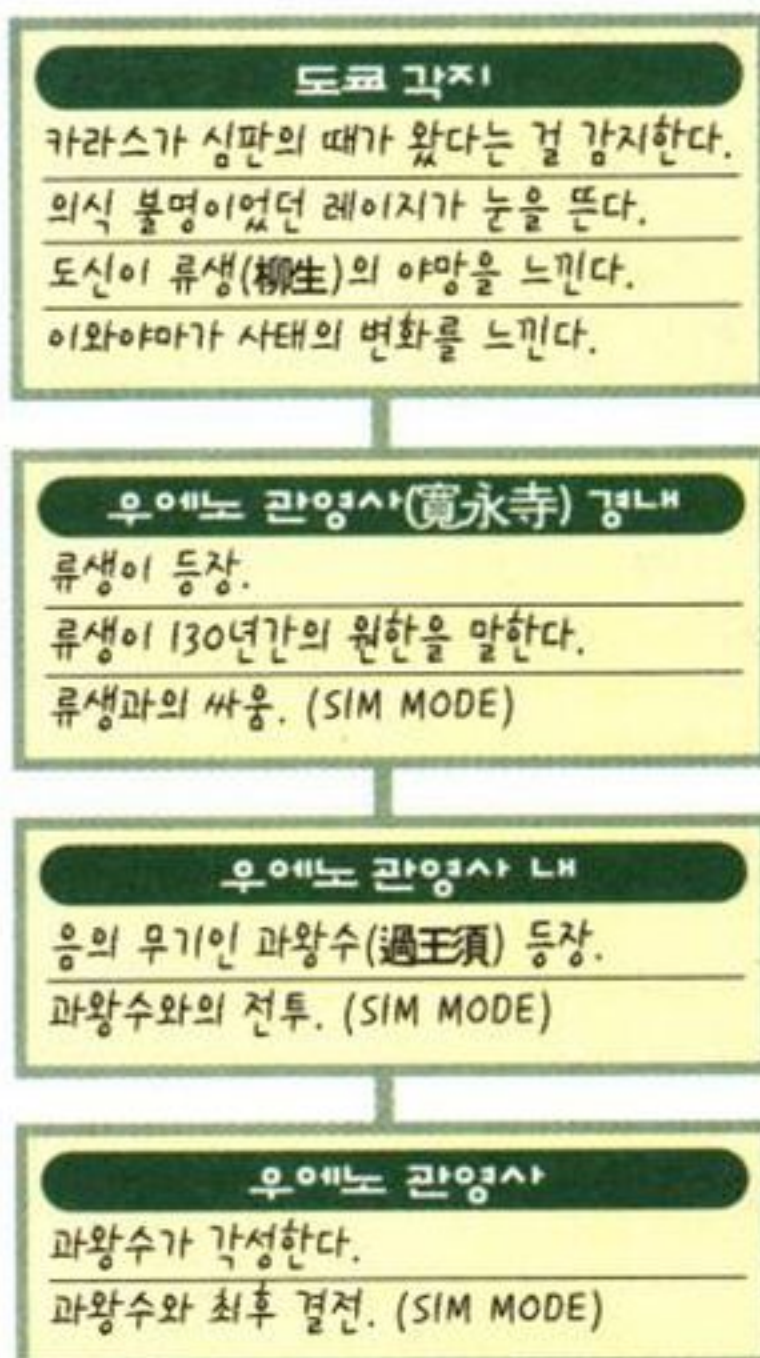 도쿄 각지
카라스가 심판의 때가 왔다는 걸 감지한다.
의식 불명이었던 레이지가 눈을 뜬다.
도신이 류생(柳生)의 야망을 느낀다.
이와야마가 사태의 변화를 느낀다.
우에노 관영사(寛永寺) 경내
류생이 등장.
류생이 130년간의 원한을 말한다.
류생과의 싸움. (SIM MODE)
우에노 관영사 내
음의 무기인 과왕수(過王須) 등장.
과왕수와의 전투. (SIM MODE)
우에노 관영사
과왕수가 각성한다.
과왕수와 최후 결전. (SIM MODE)